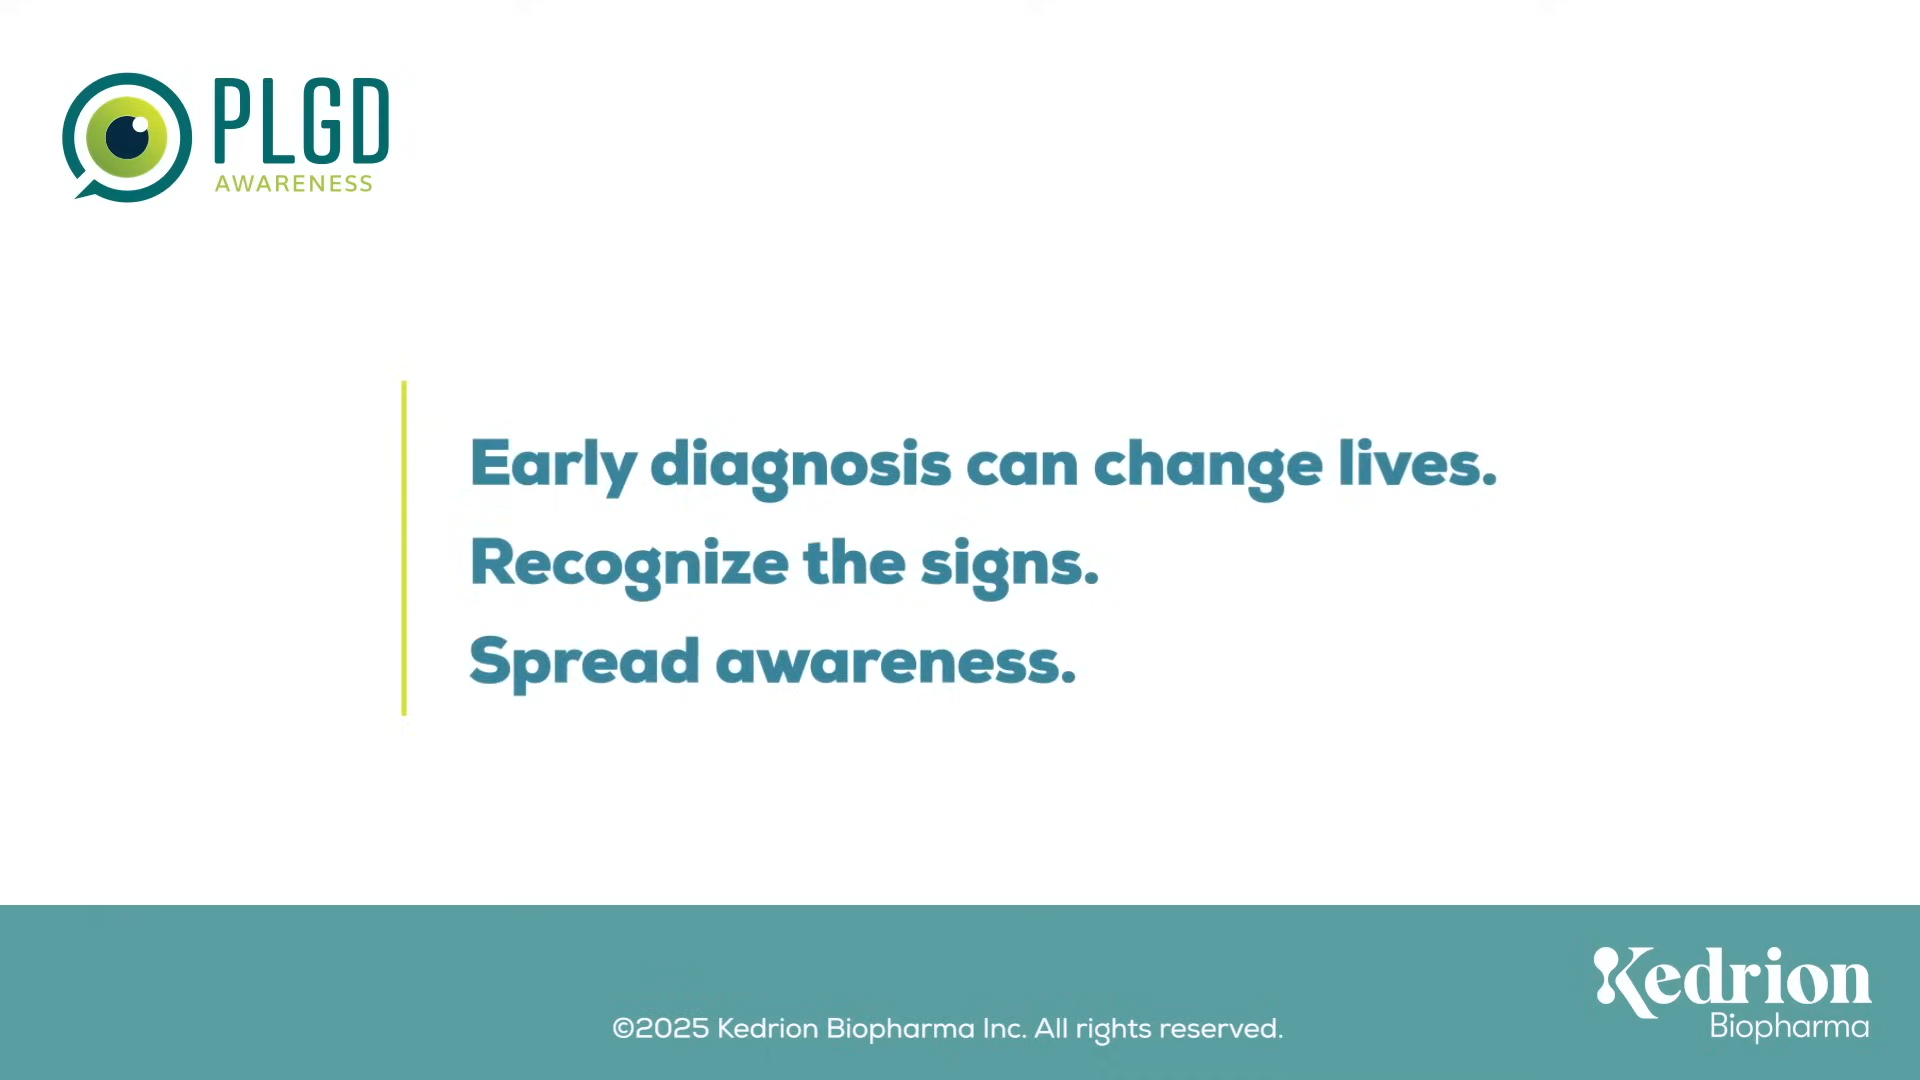 PLGD
AWARENESS
Early diagnosis can change lives.
Recognize the signs.
Spread awareness.
Kedrion
Biopharma
©2025 Kedrion Biopharma Inc. All rights reserved.